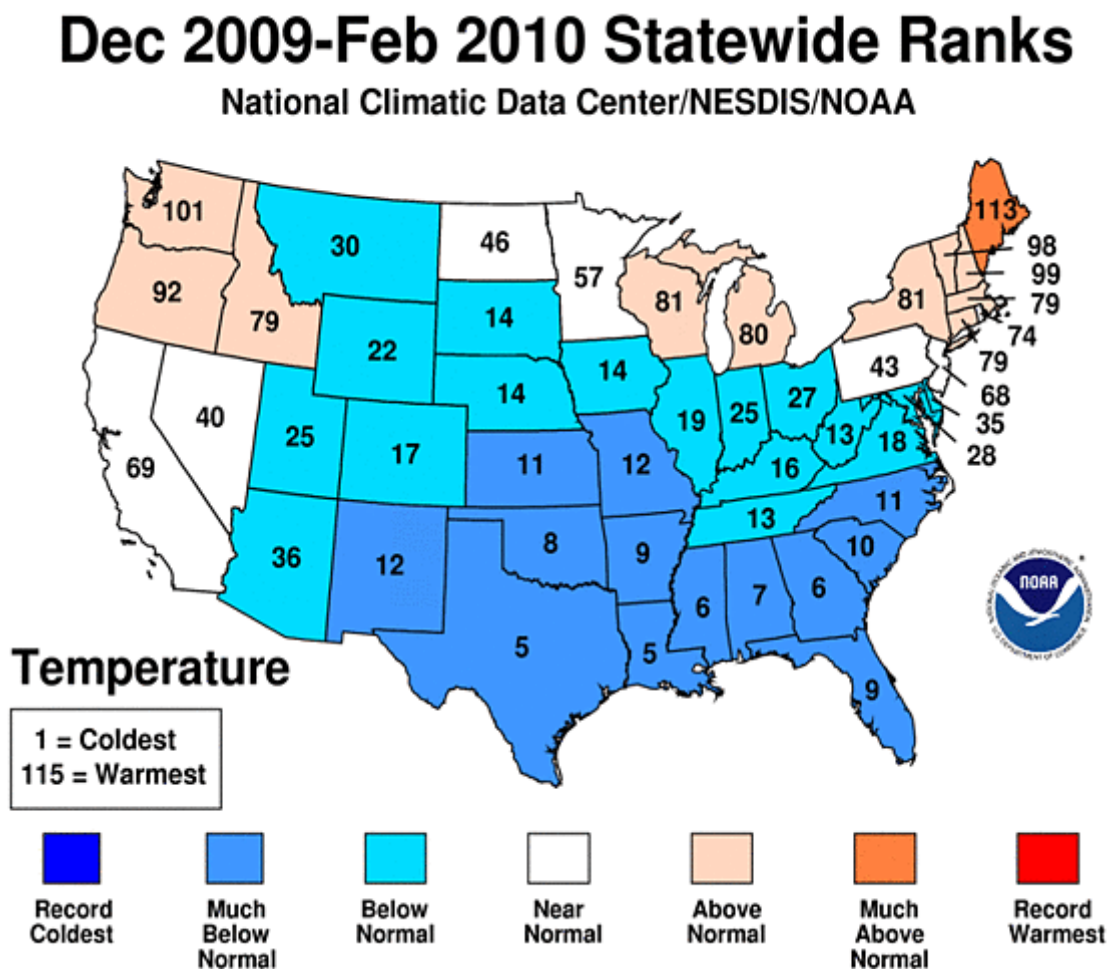 Dec 2009-Feb 2010 Statewide Ranks
National Climatic Data Center/NESDIS/NOAA
113
101
46
98
30
57
99
92
81
81
79
79
14
80
74
22
43
79
14
14
68
40
27
19
25
35
25
13
18
17
28
69
11
12
16
11
13
8
10
36
12
9
6
7
6
NOAA
5
5
9
Temperature
1 = Coldest
115 = Warmest
Record
Coldest
Much
Below
Normal
Below
Normal
Near
Normal
Above
Normal
Much
Above
Normal
Record
Warmest